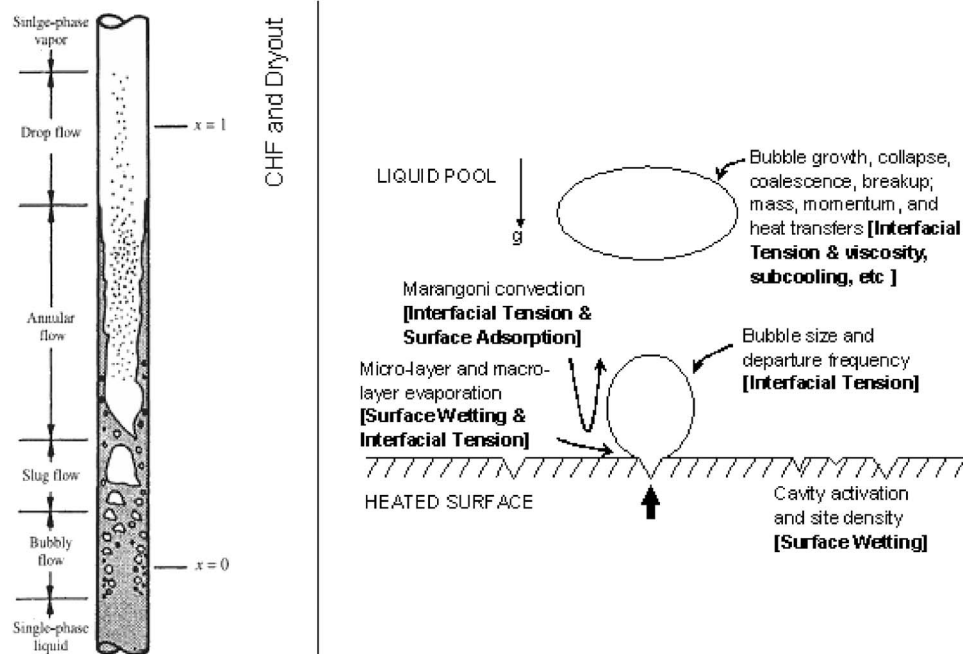 Sinlge-phase
vapor
Drop flow
x = 1
Annular
flow
Slug flow
Bubbly
flow
x = 0
Single-phase
liquid
CHF and Dryout
LIQUID POOL
g
Bubble growth, collapse,
coalescence, breakup;
mass, momentum, and
heat transfers [Interfacial
Tension & viscosity,
subcooling, etc ]
Marangoni convection
[Interfacial Tension &
Surface Adsorption]
Bubble size and
departure frequency
[Interfacial Tension]
Micro-layer and macro-
layer evaporation
[Surface Wetting &
Interfacial Tension]
HEATED SURFACE
Cavity activation
and site density
[Surface Wetting]